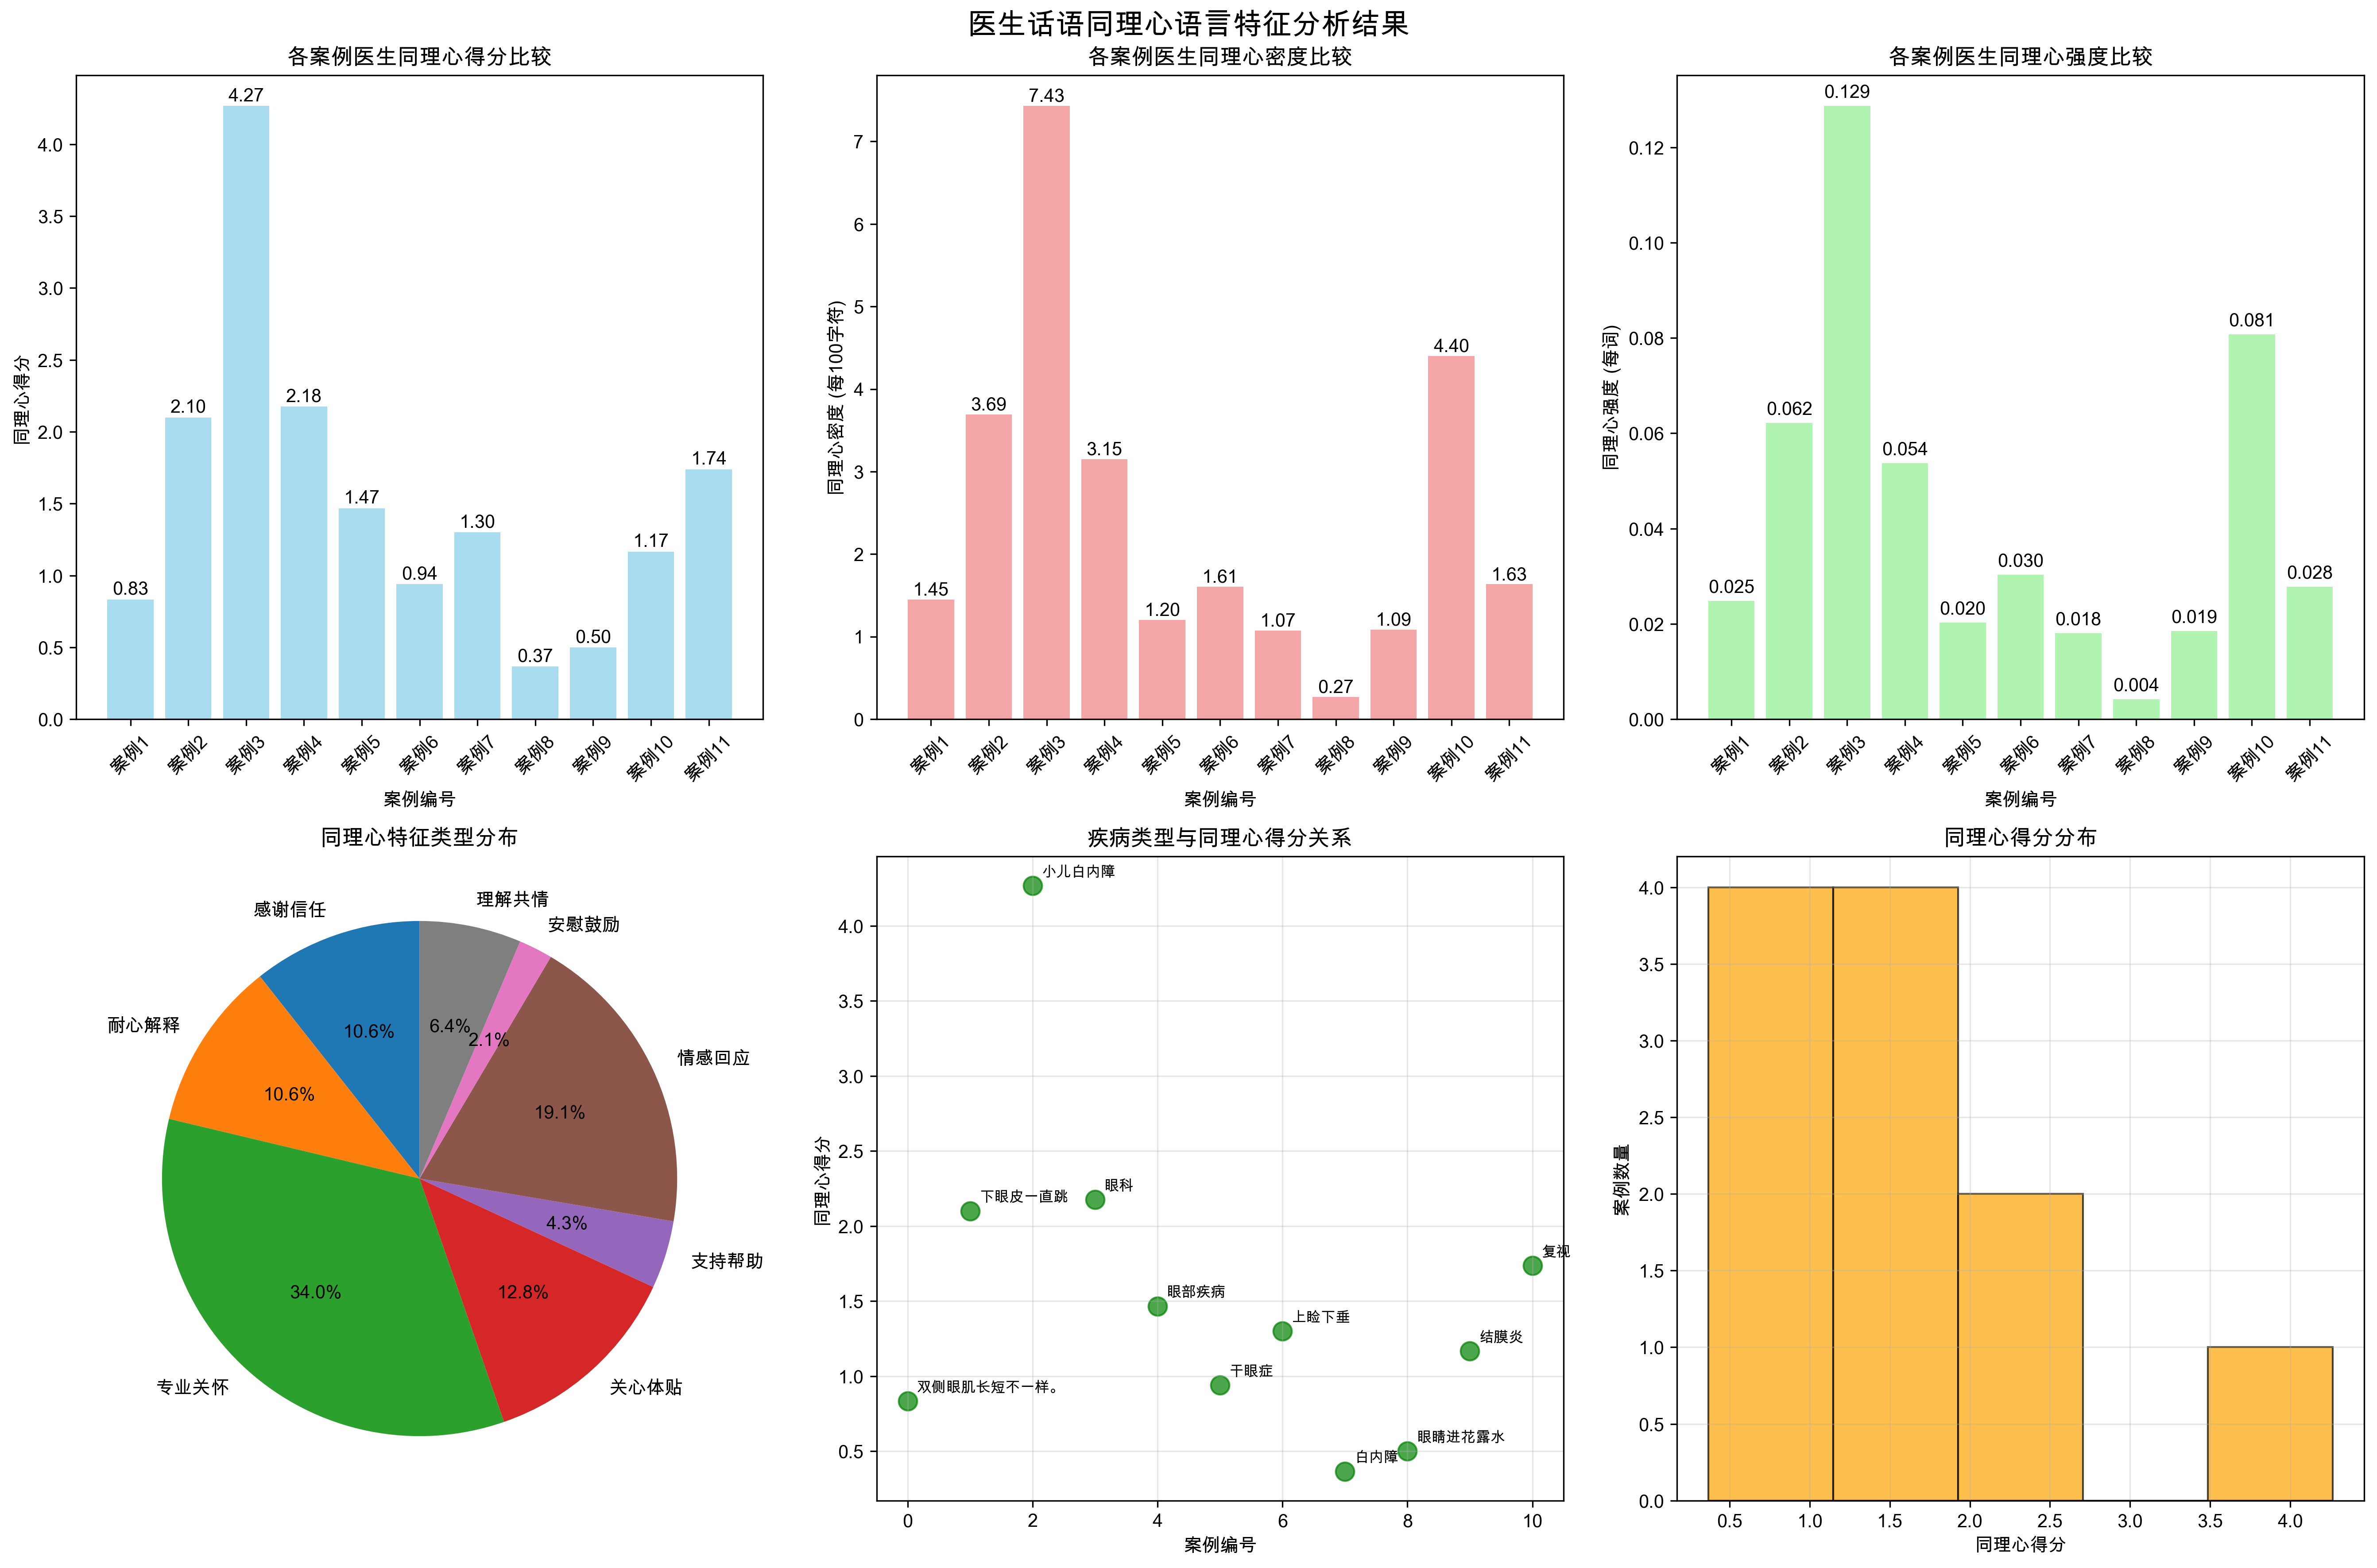 医生话语同理心语言特征分析结果
各案例医生同理心得分比较
同理心得分
4.0
3.5
3.0
2.5
2.0
1.5
1.0
0.5
0.0
0.83
2.10
4.27
2.18
1.47
0.94
1.30
0.37
0.50
1.17
1.74
案例1
案例2
案例3
案例4
案例5
案例6
案例7
案例8
案例9
案例10
案例11
案例编号
各案例医生同理心密度比较
同理心密度 (每100字符)
7
6
5
4
3
2
1
0
1.45
3.69
7.43
3.15
1.20
1.61
1.07
0.27
1.09
4.40
1.63
案例1
案例2
案例3
案例4
案例5
案例6
案例7
案例8
案例9
案例10
案例11
案例编号
各案例医生同理心强度比较
同理心强度 (每词)
0.12
0.10
0.08
0.06
0.04
0.02
0.00
0.025
0.062
0.129
0.054
0.020
0.030
0.018
0.004
0.019
0.081
0.028
案例1
案例2
案例3
案例4
案例5
案例6
案例7
案例8
案例9
案例10
案例11
案例编号
同理心特征类型分布
感谢信任
10.6%
耐心解释
10.6%
专业关怀
34.0%
关心体贴
12.8%
支持帮助
4.3%
情感回应
19.1%
安慰鼓励
2.1%
理解共情
6.4%
疾病类型与同理心得分关系
同理心得分
4.0
3.5
3.0
2.5
2.0
1.5
1.0
0.5
双侧眼肌长短不一样。
下眼皮一直跳
小儿白内障
眼科
眼部疾病
干眼症
上睑下垂
白内障
眼睛进花露水
结膜炎
复视
0
2
4
6
8
10
案例编号
同理心得分分布
案例数量
4.0
3.5
3.0
2.5
2.0
1.5
1.0
0.5
0.0
0.5
1.0
1.5
2.0
2.5
3.0
3.5
4.0
同理心得分